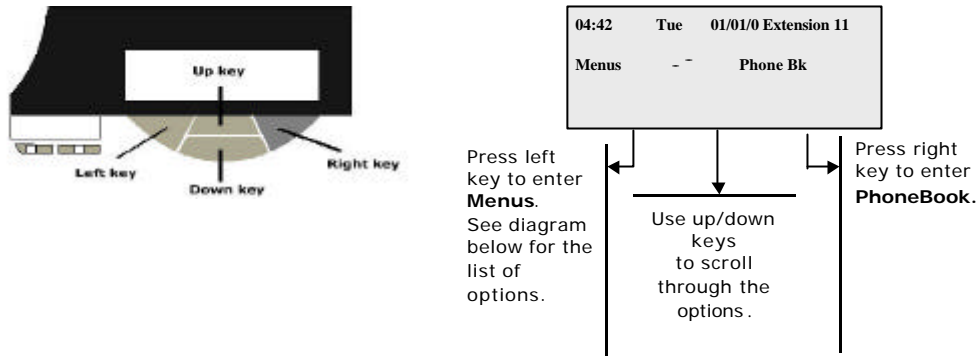 Up key
Left key
Right key
Down key
04:42 Tue 01/01/0 Extension 11
Menus - - Phone Bk
Press left
key to enter
Menus.
See diagram
below for the
list of
options.
Use up/down
keys
to scroll
through the
options.
Press right
key to enter
PhoneBook.